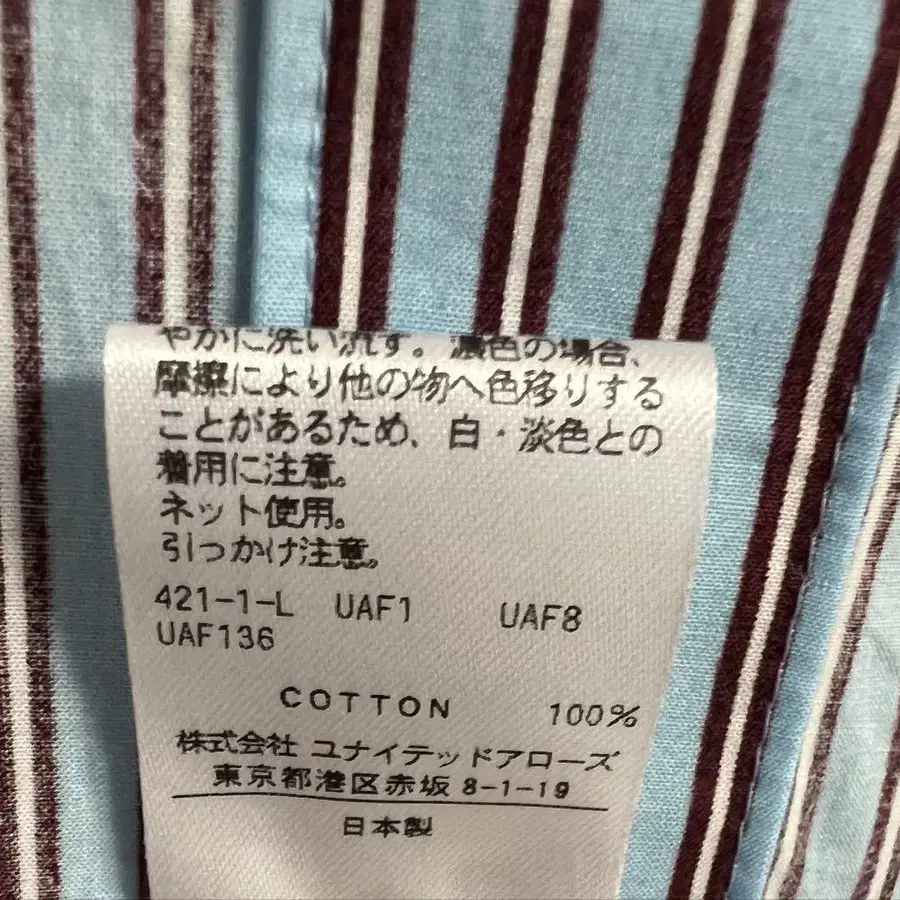 やかに洗い流す。濃色の場合、
摩擦により他の物へ色移りする
ことがあるため、白・淡色との
着用に注意。
ネット使用。
引っかけ注意。
421-1-L UAF1 UAF8
UAF136
COTTON 100%
株式会社 ユナイテッドアローズ
東京都港区赤坂 8-1-19
日本製